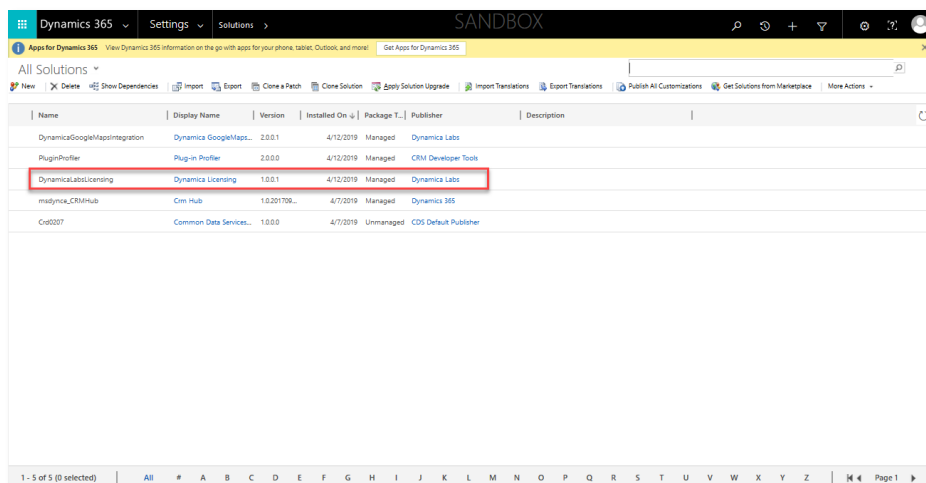 Dynamics 365 Settings Solutions > SANDBOX
Apps for Dynamics 365 View Dynamics 365 information on the go with apps for your phone, tablet, Outlook, and more! Get Apps for Dynamics 365
All Solutions
New Delete Show Dependencies Import Export Clone a Patch Clone Solution Apply Solution Upgrade Import Translations Export Translations Publish All Customizations Get Solutions from Marketplace More Actions
Name Display Name Version Installed On ↓ Package T... Publisher Description
DynamicaGoogleMapsIntegration Dynamica GoogleMaps... 2.0.0.1 4/12/2019 Managed Dynamica Labs
PluginProfiler Plug-in Profiler 2.0.0.0 4/12/2019 Managed CRM Developer Tools
DynamicaLabsLicensing Dynamica Licensing 1.0.0.1 4/12/2019 Managed Dynamica Labs
msdynce_CRMHub Crm Hub 1.0.201709... 4/7/2019 Managed Dynamics 365
Crd0207 Common Data Services... 1.0.0.0 4/7/2019 Unmanaged CDS Default Publisher
1 - 5 of 5 (0 selected) All # A B C D E F G H I J K L M N O P Q R S T U V W X Y Z Page 1